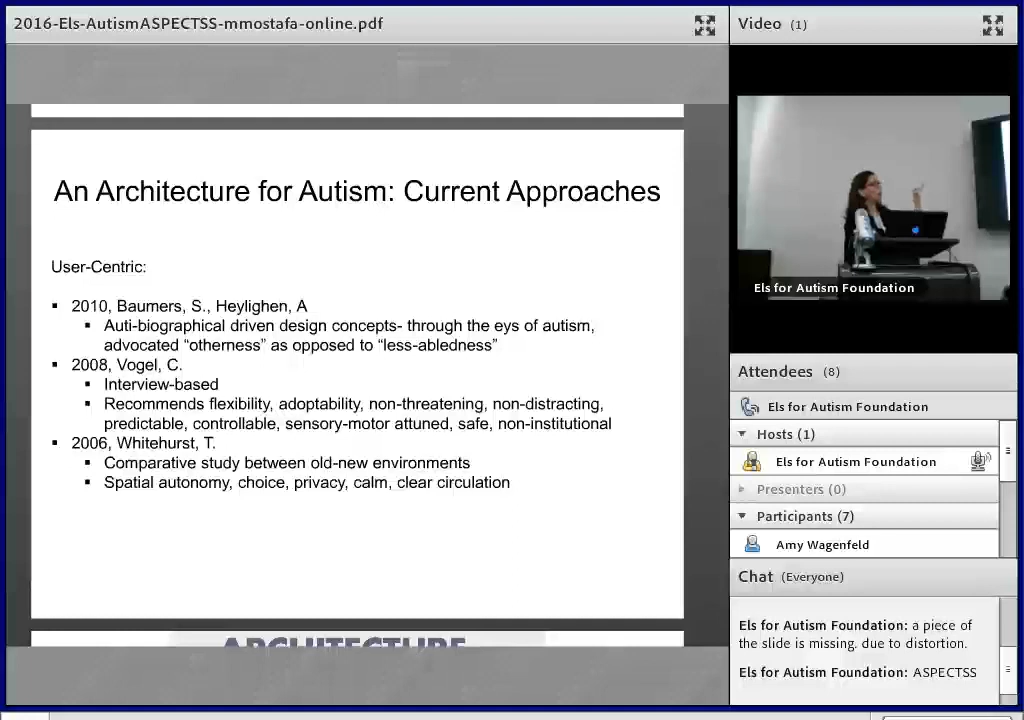 2016-Els-AutismASPECTSS-mmostafa-online.pdf
An Architecture for Autism: Current Approaches
User-Centric:
2010, Baumers, S., Heylighen, A
Auti-biographical driven design concepts- through the eys of autism,
advocated “otherness” as opposed to “less-abledness”
2008, Vogel, C.
Interview-based
Recommends flexibility, adoptability, non-threatening, non-distracting,
predictable, controllable, sensory-motor attuned, safe, non-institutional
2006, Whitehurst, T.
Comparative study between old-new environments
Spatial autonomy, choice, privacy, calm, clear circulation
ARCHITECTURE
Video (1)
Els for Autism Foundation
Attendees (8)
Els for Autism Foundation
Hosts (1)
Els for Autism Foundation
Presenters (0)
Participants (7)
Amy Wagenfeld
Chat (Everyone)
Els for Autism Foundation: a piece of
the slide is missing. due to distortion.
Els for Autism Foundation: ASPECTSS